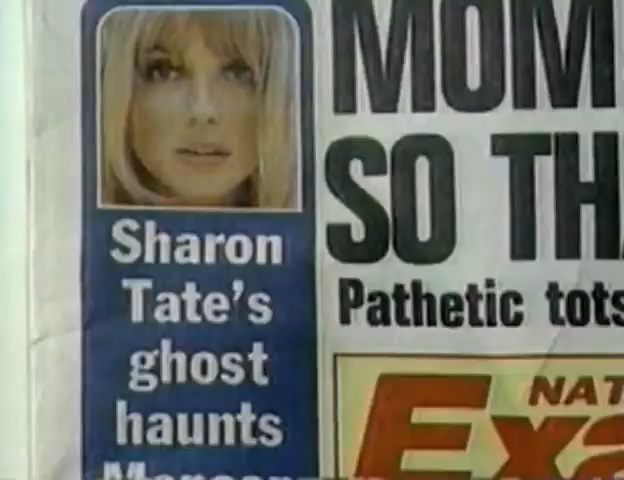 Sharon
Tate's
ghost
haunts
MOM
SO TH
Pathetic tots
NAT
Exa